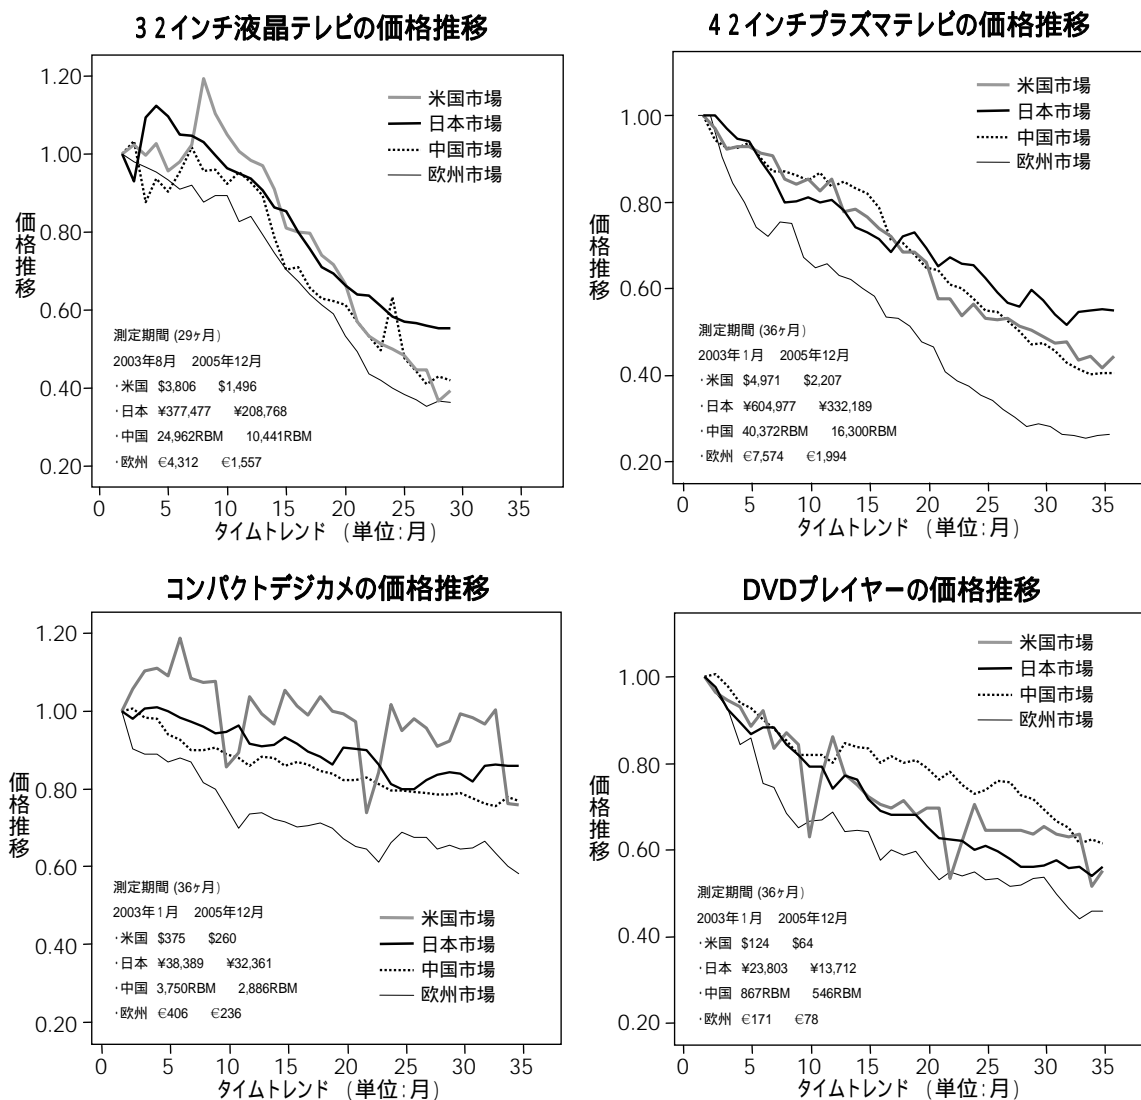 32インチ液晶テレビの価格推移
1.20
1.00
0.80
0.60
0.40
0.20
価格推移
米国市場
日本市場
中国市場
欧州市場
測定期間 (29ヶ月)
2003年8月 2005年12月
・米国 $3,806 $1,496
・日本 ¥377,477 ¥208,768
・中国 24,962RBM 10,441RBM
・欧州 €4,312 €1,557
0 5 10 15 20 25 30 35
タイムトレンド (単位:月)
42インチプラズマテレビの価格推移
1.00
0.80
0.60
0.40
0.20
価格推移
米国市場
日本市場
中国市場
欧州市場
測定期間 (36ヶ月)
2003年1月 2005年12月
・米国 $4,971 $2,207
・日本 ¥604,977 ¥332,189
・中国 40,372RBM 16,300RBM
・欧州 €7,574 €1,994
0 5 10 15 20 25 30 35
タイムトレンド (単位:月)
コンパクトデジカメの価格推移
1.20
1.00
0.80
0.60
0.40
0.20
価格推移
測定期間 (36ヶ月)
2003年1月 2005年12月
・米国 $375 $260
・日本 ¥38,389 ¥32,361
・中国 3,750RBM 2,886RBM
・欧州 €406 €236
米国市場
日本市場
中国市場
欧州市場
0 5 10 15 20 25 30 35
タイムトレンド (単位:月)
DVDプレイヤーの価格推移
1.00
0.80
0.60
0.40
0.20
価格推移
米国市場
日本市場
中国市場
欧州市場
測定期間 (36ヶ月)
2003年1月 2005年12月
・米国 $124 $64
・日本 ¥23,803 ¥13,712
・中国 867RBM 546RBM
・欧州 €171 €78
0 5 10 15 20 25 30 35
タイムトレンド (単位:月)